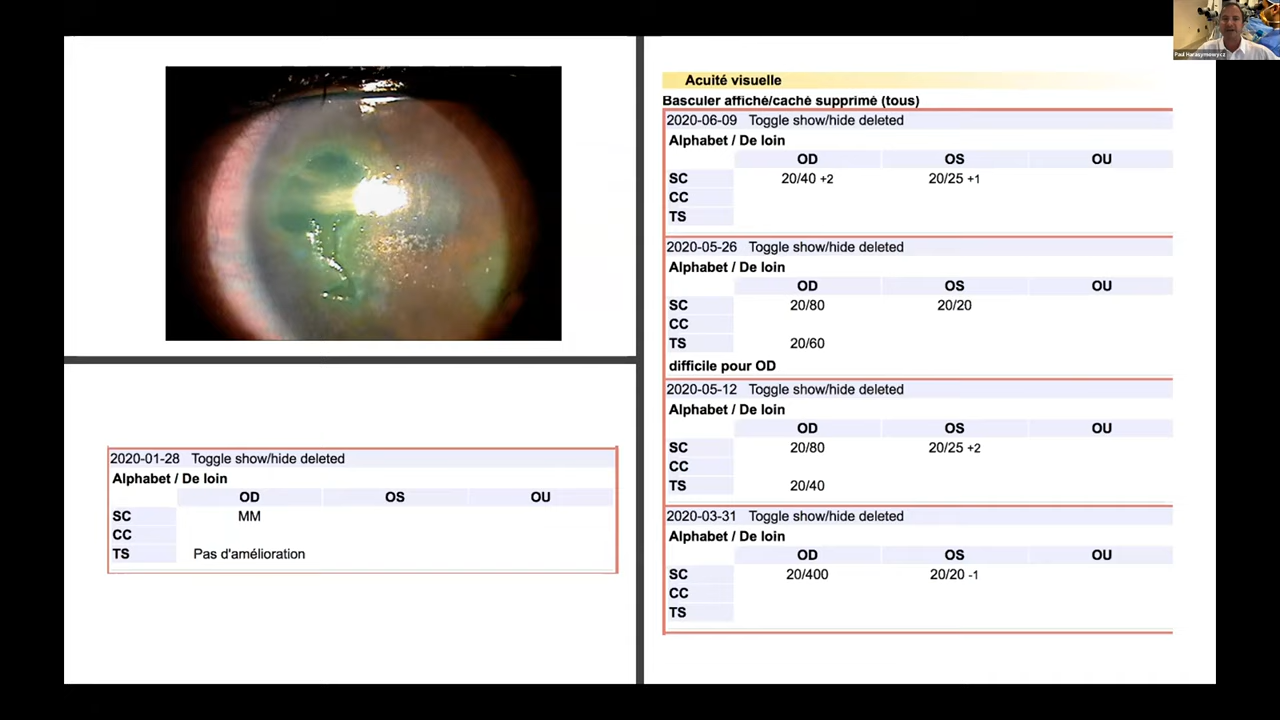 Paul Harasymowycz
Acuité visuelle
Basculer affiché/caché supprimé (tous)
2020-06-09 Toggle show/hide deleted
Alphabet / De loin
OD OS OU
SC 20/40 +2 20/25 +1
CC
TS
2020-05-26 Toggle show/hide deleted
Alphabet / De loin
OD OS OU
SC 20/80 20/20
CC
TS 20/60
difficile pour OD
2020-05-12 Toggle show/hide deleted
Alphabet / De loin
OD OS OU
SC 20/80 20/25 +2
CC
TS 20/40
2020-03-31 Toggle show/hide deleted
Alphabet / De loin
OD OS OU
SC 20/400 20/20 -1
CC
TS
2020-01-28 Toggle show/hide deleted
Alphabet / De loin
OD OS OU
SC MM
CC
TS Pas d'amélioration